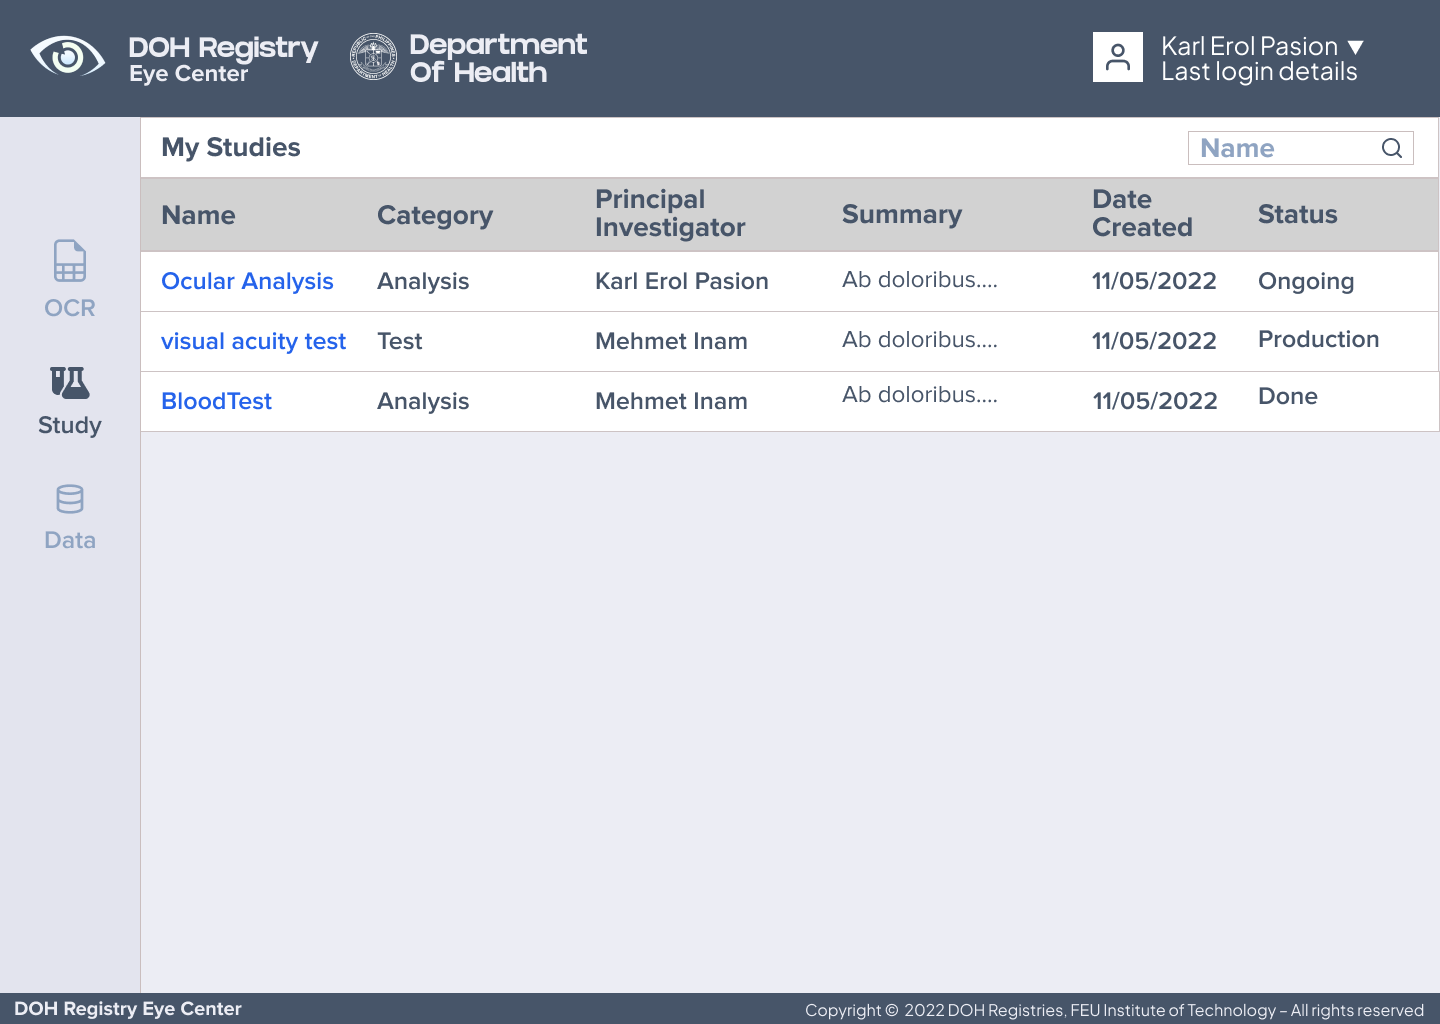 DOH Registry
Eye Center
Department
Of Health
Karl Erol Pasion ▼
Last login details
My Studies
Name
Name Category Principal Investigator Summary Date Created Status
Ocular Analysis Analysis Karl Erol Pasion Ab doloribus.... 11/05/2022 Ongoing
visual acuity test Test Mehmet Inam Ab doloribus.... 11/05/2022 Production
BloodTest Analysis Mehmet Inam Ab doloribus.... 11/05/2022 Done
OCR
Study
Data
DOH Registry Eye Center
Copyright © 2022 DOH Registries, FEU Institute of Technology – All rights reserved